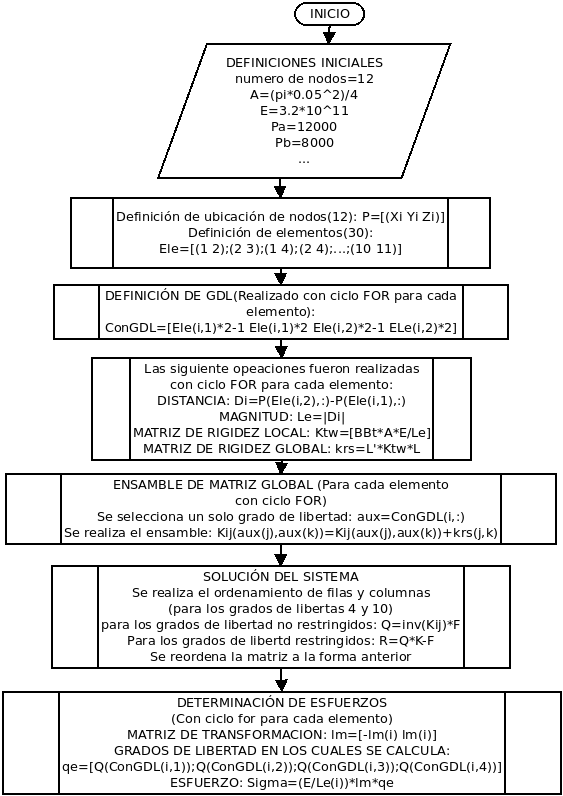 INICIO
DEFINICIONES INICIALES
numero de nodos=12
A=(pi*0.05^2)/4
E=3.2*10^11
Pa=12000
Pb=8000
...
Definición de ubicación de nodos(12): P=[(Xi Yi Zi)]
Definición de elementos(30):
Ele=[(1 2);(2 3);(1 4);(2 4);...;(10 11)]
DEFINICIÓN DE GDL(Realizado con ciclo FOR para cada
elemento):
ConGDL=[Ele(i,1)*2-1 Ele(i,1)*2 Ele(i,2)*2-1 ELe(i,2)*2]
Las siguiente opeaciones fueron realizadas
con ciclo FOR para cada elemento:
DISTANCIA: Di=P(Ele(i,2),:)-P(Ele(i,1),:)
MAGNITUD: Le=|Di|
MATRIZ DE RIGIDEZ LOCAL: Ktw=[BBt*A*E/Le]
MATRIZ DE RIGIDEZ GLOBAL: krs=L'*Ktw*L
ENSAMBLE DE MATRIZ GLOBAL (Para cada elemento
con ciclo FOR)
Se selecciona un solo grado de libertad: aux=ConGDL(i,:)
Se realiza el ensamble: Kij(aux(j),aux(k))=Kij(aux(j),aux(k))+krs(j,k)
SOLUCIÓN DEL SISTEMA
Se realiza el ordenamiento de filas y columnas
(para los grados de libertas 4 y 10)
para los grados de libertad no restringidos: Q=inv(Kij)*F
Para los grados de libertd restringidos: R=Q*K-F
Se reordena la matriz a la forma anterior
DETERMINACIÓN DE ESFUERZOS
(Con ciclo for para cada elemento)
MATRIZ DE TRANSFORMACION: lm=[-lm(i) lm(i)]
GRADOS DE LIBERTAD EN LOS CUALES SE CALCULA:
qe=[Q(ConGDL(i,1));Q(ConGDL(i,2));Q(ConGDL(i,3));Q(ConGDL(i,4))]
ESFUERZO: Sigma=(E/Le(i))*lm*qe